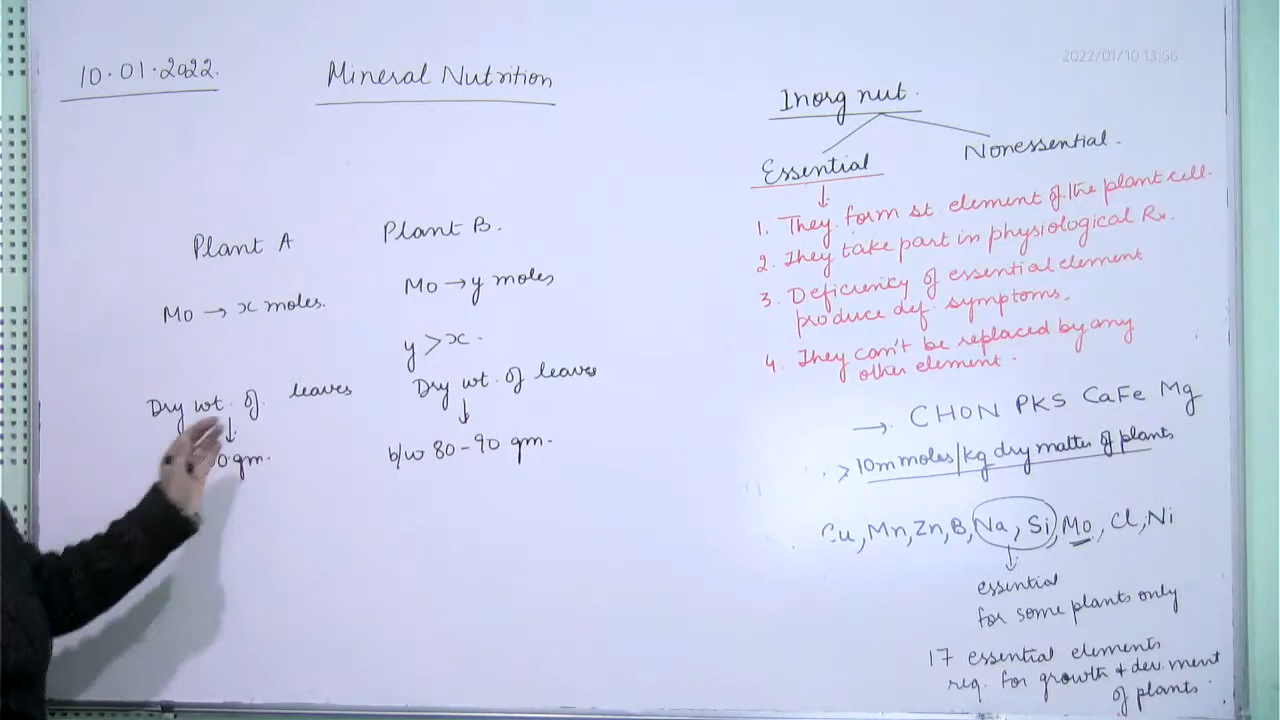 10.01.2022.
Mineral Nutrition
2022/01/10 13:56
Inorg nut.
Essential
Nonessential.
1. They form st. element of the plant cell.
2. They take part in physiological Rx.
3. Deficiency of essential element
produce def. symptoms.
4. They can't be replaced by any
other element.
→ CHON PKS CaFe Mg
> 10m moles/kg dry matter of plants
Cu, Mn, Zn, B, Na, Si, Mo, Cl, Ni
essential
for some plants only
17 essential elements
req. for growth + dev. ment
of plants.
Plant A
Mo → x moles.
Dry wt. of leaves
0 gm.
Plant B.
Mo → y moles
y > x.
Dry wt. of leaves
b/w 80-90 gm.